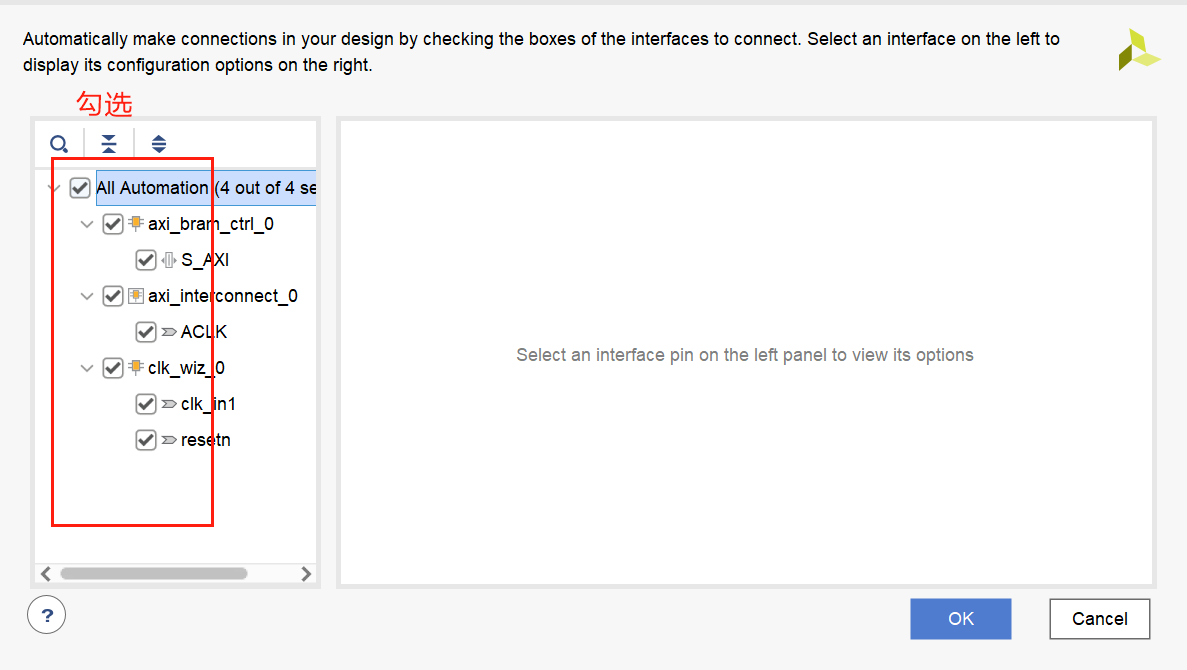 Automatically make connections in your design by checking the boxes of the interfaces to connect. Select an interface on the left to
display its configuration options on the right.
勾选
All Automation (4 out of 4 se
axi_bram_ctrl_0
S_AXI
axi_interconnect_0
ACLK
clk_wiz_0
clk_in1
resetn
Select an interface pin on the left panel to view its options
?
OK
Cancel